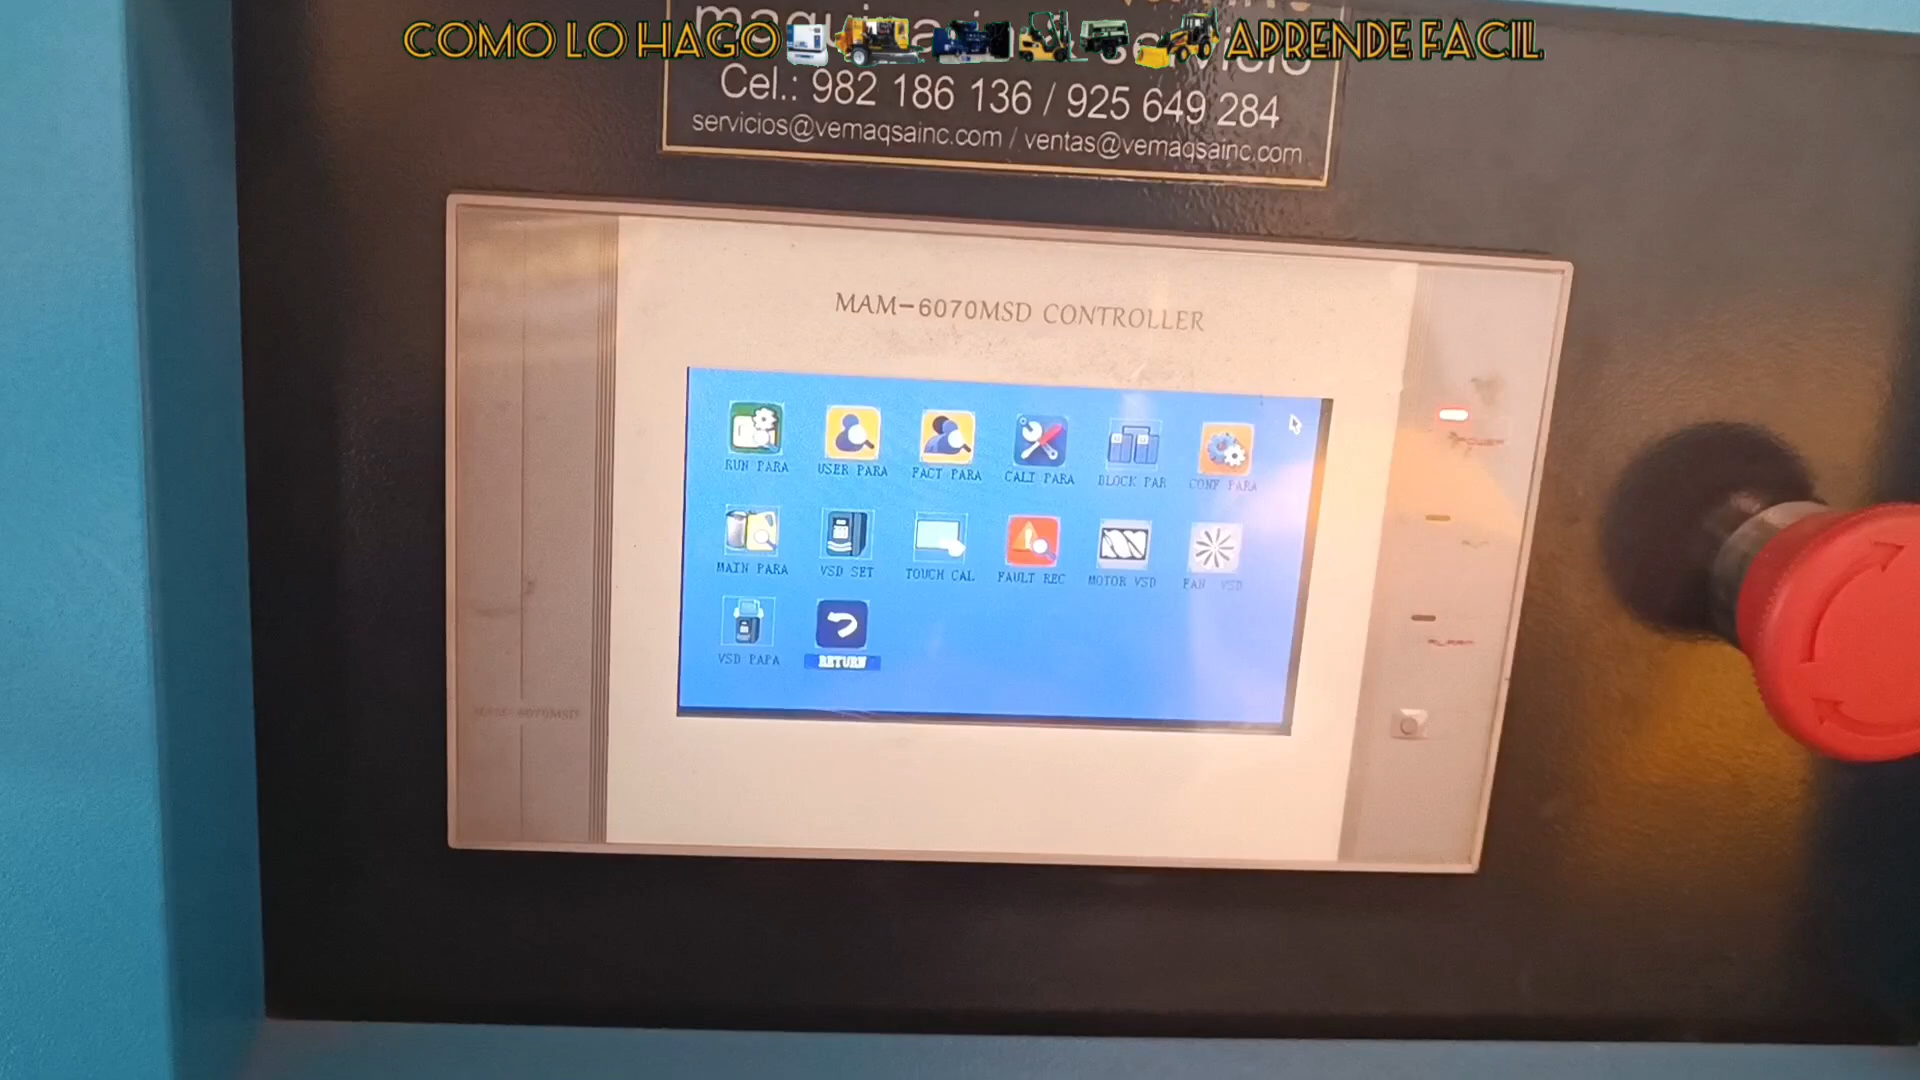 COMO LO HAGO APRENDE FACIL
Cel.: 982 186 136 / 925 649 284
servicios@vemaqsainc.com / ventas@vemaqsainc.com
MAM-6070MSD CONTROLLER
RUN PARA USER PARA FACT PARA CALI PARA BLOCK PAR CONF PARA
MAIN PARA VSD SET TOUCH CAL FAULT REC MOTOR VSD FAN VSD
VSD PAPA RETURN
MAM-6070MSD